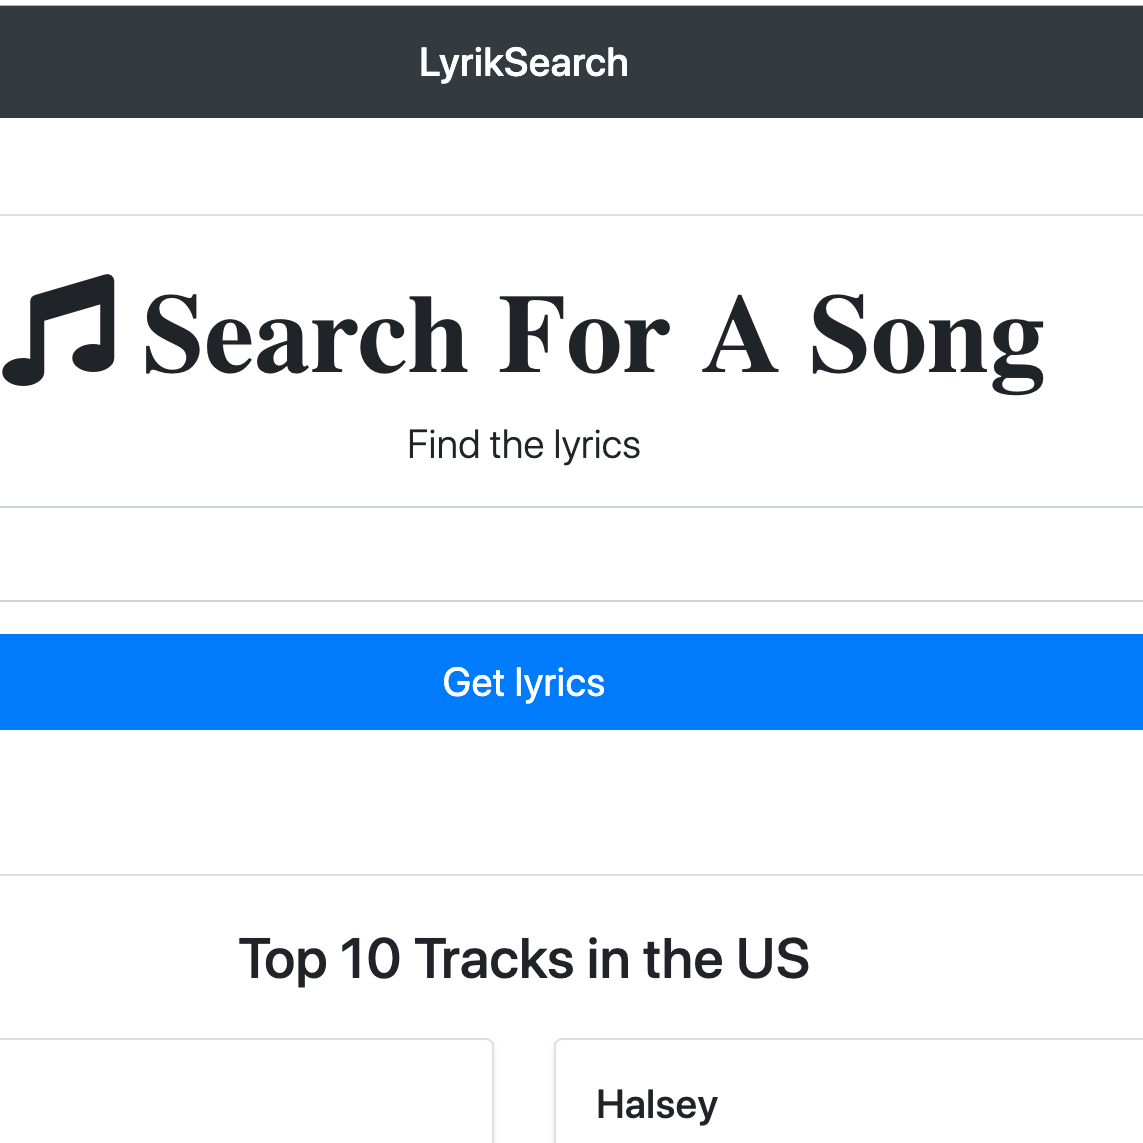 LyrikSearch
Search For A Song
Find the lyrics
Get lyrics
Top 10 Tracks in the US
Halsey